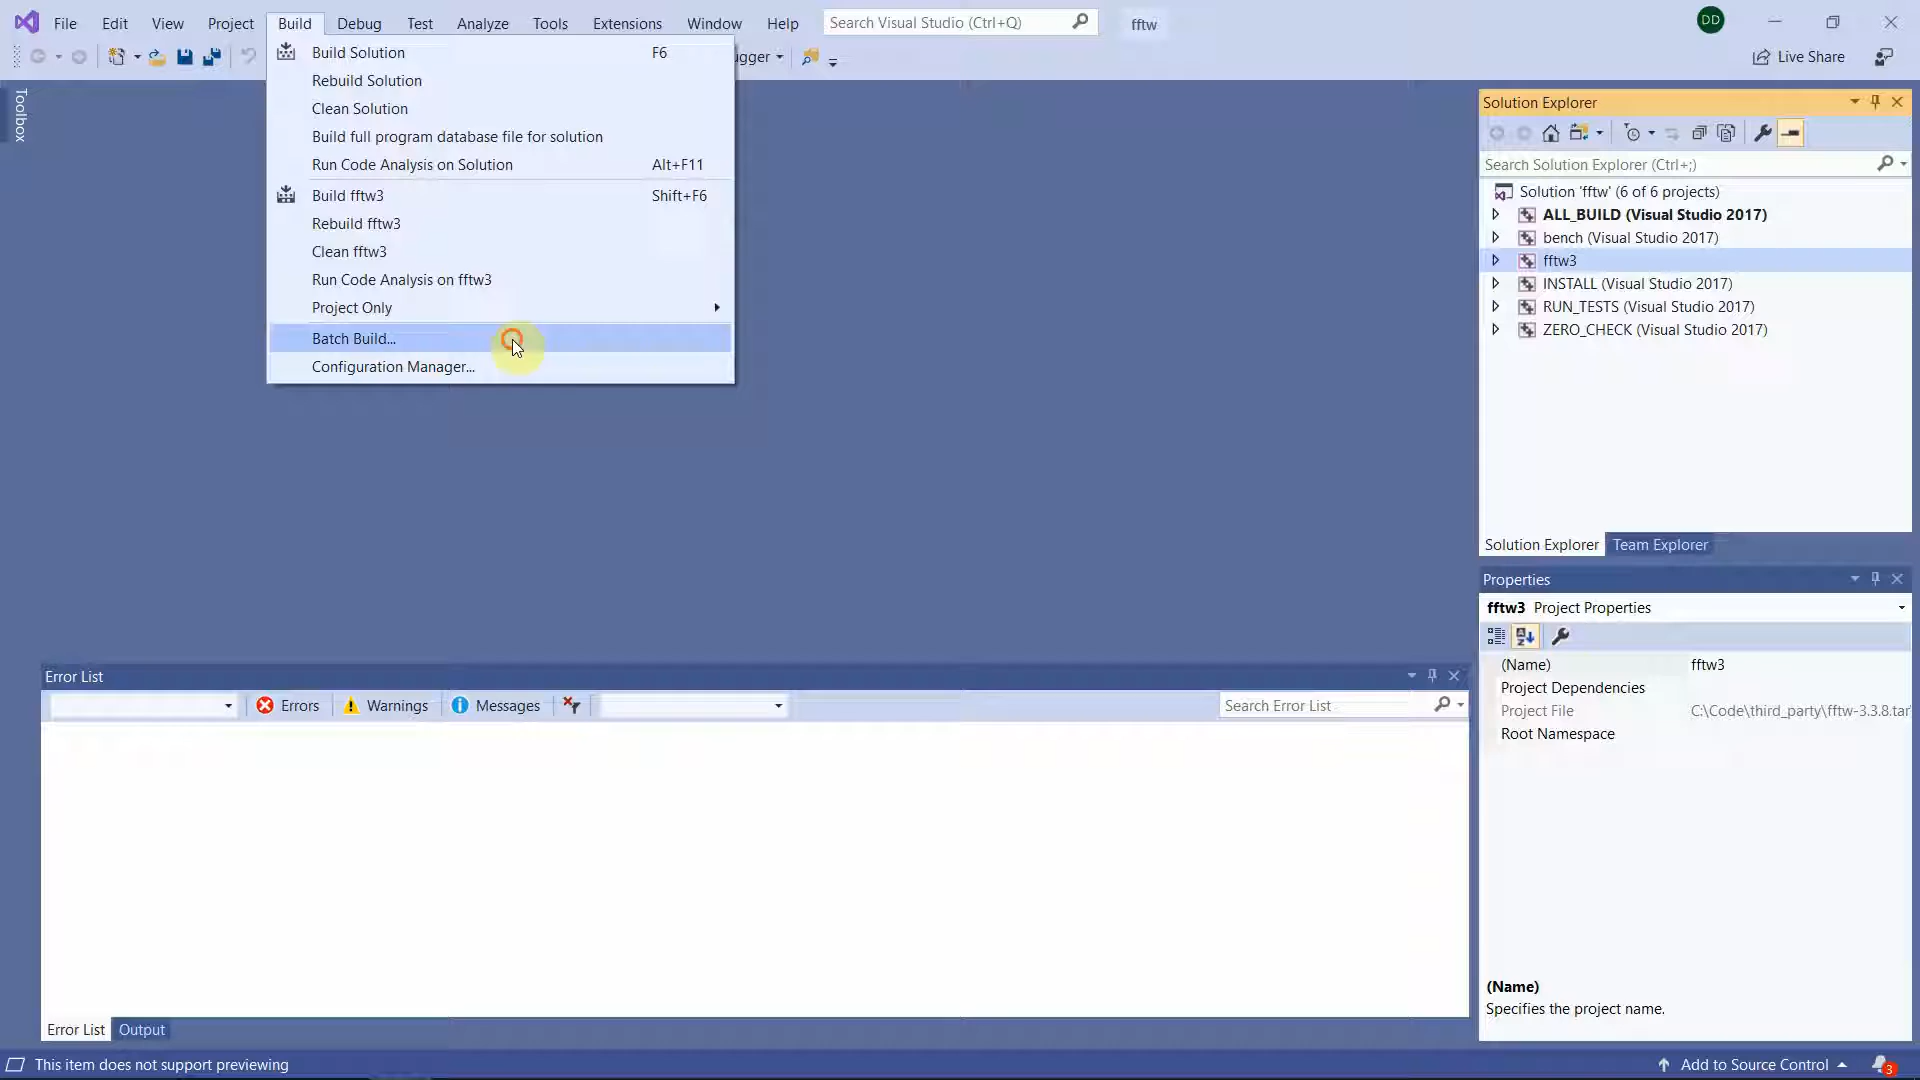 File Edit View Project Build Debug Test Analyze Tools Extensions Window Help Search Visual Studio (Ctrl+Q) fftw DD
Live Share
Toolbox
Build Solution F6
Rebuild Solution
Clean Solution
Build full program database file for solution
Run Code Analysis on Solution Alt+F11
Build fftw3 Shift+F6
Rebuild fftw3
Clean fftw3
Run Code Analysis on fftw3
Project Only
Batch Build...
Configuration Manager...
Solution Explorer
Search Solution Explorer (Ctrl+;)
Solution 'fftw' (6 of 6 projects)
ALL_BUILD (Visual Studio 2017)
bench (Visual Studio 2017)
fftw3
INSTALL (Visual Studio 2017)
RUN_TESTS (Visual Studio 2017)
ZERO_CHECK (Visual Studio 2017)
Solution Explorer Team Explorer
Properties
fftw3 Project Properties
(Name) fftw3
Project Dependencies
Project File C:\Code\third_party\fftw-3.3.8.tar
Root Namespace
(Name)
Specifies the project name.
Error List
Errors Warnings Messages Search Error List
Error List Output
This item does not support previewing Add to Source Control 3